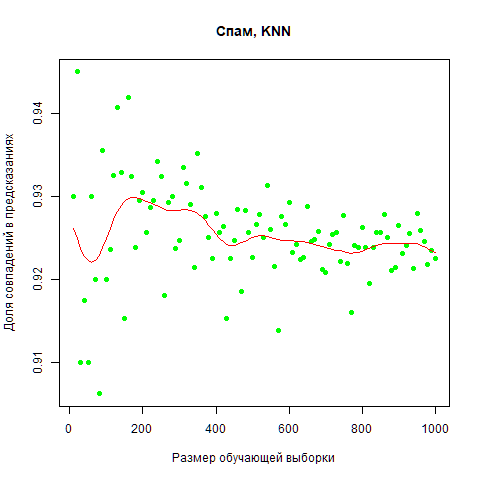 Спам, KNN
Доля совпадений в предсказаниях
0.94
0.93
0.92
0.91
0 200 400 600 800 1000
Размер обучающей выборки